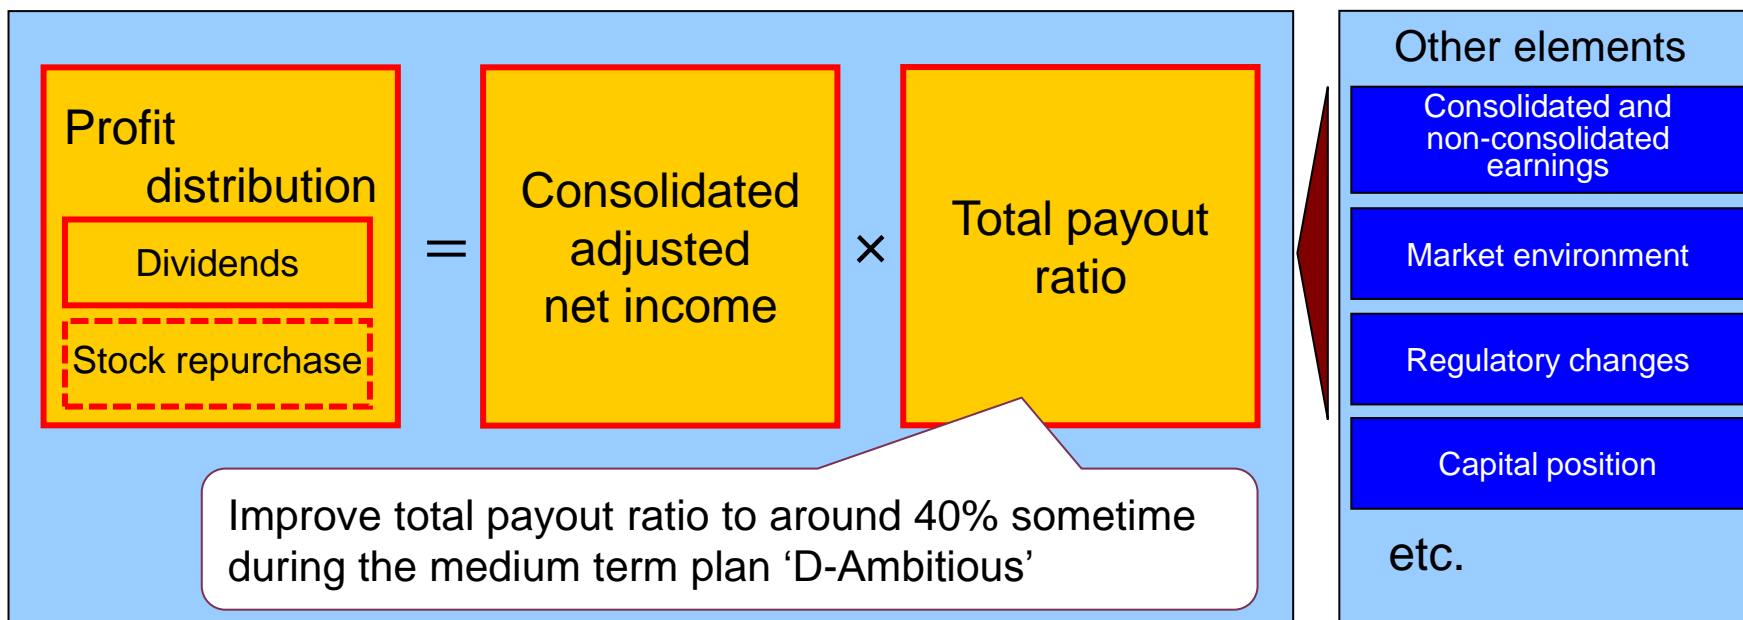 Profit
distribution
Dividends
Stock repurchase
=
Consolidated
adjusted
net income
×
Total payout
ratio
Improve total payout ratio to around 40% sometime
during the medium term plan ‘D-Ambitious’
Other elements
Consolidated and
non-consolidated
earnings
Market environment
Regulatory changes
Capital position
etc.